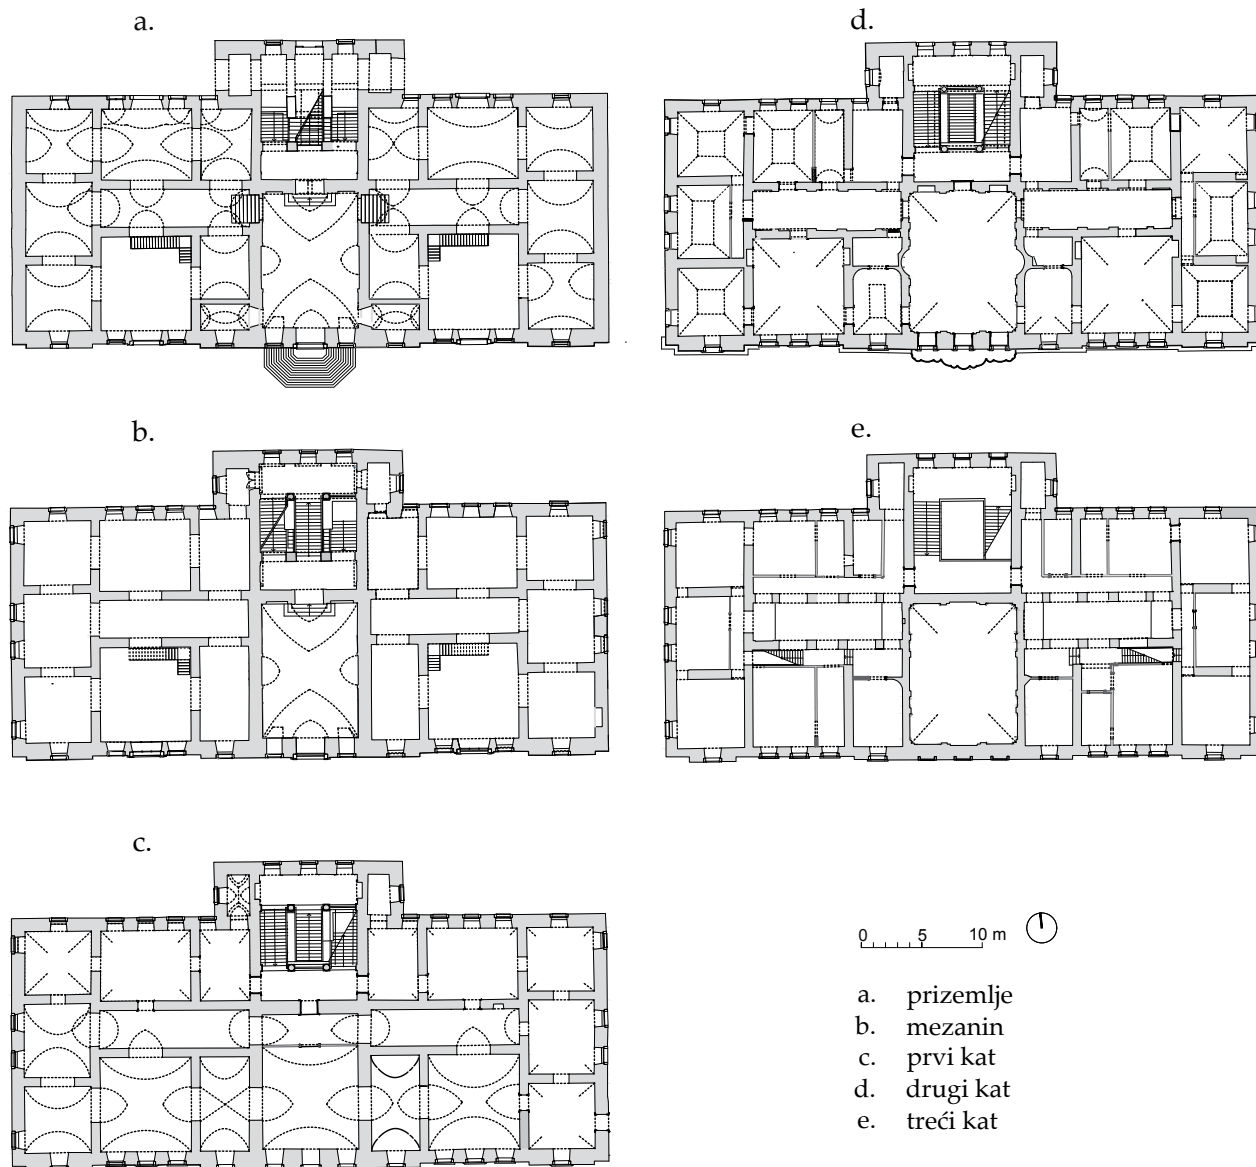 a.
d.
b.
e.
c.
0 5 10 m
a. prizemlje
b. mezanin
c. prvi kat
d. drugi kat
e. treći kat